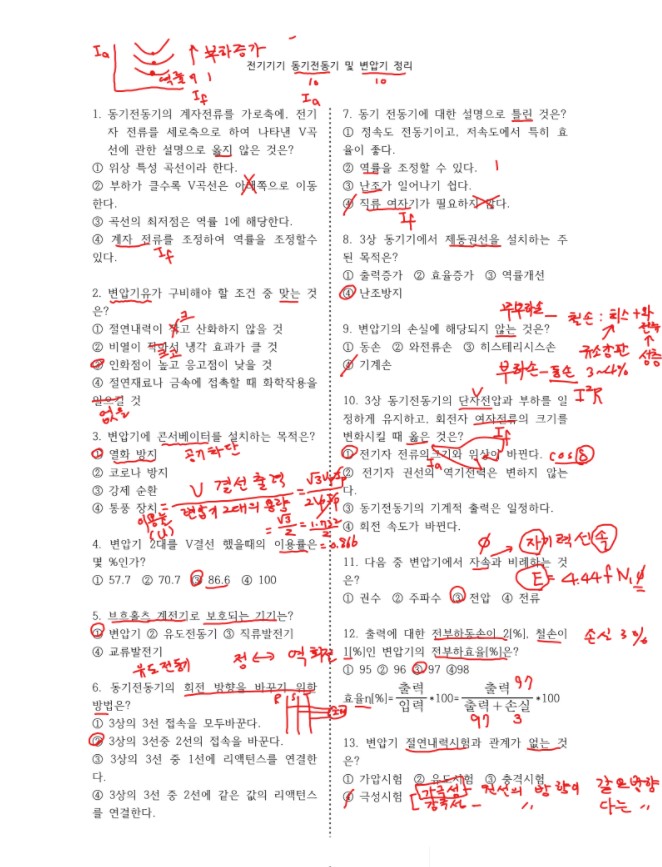 Ia
부하증가
역률 1
If
전기기기 동기전동기 및 변압기 정리
10
10
Ia
1. 동기전동기의 계자전류를 가로축에, 전기
자 전류를 세로축으로 하여 나타낸 V곡
선에 관한 설명으로 옳지 않은 것은?
① 위상 특성 곡선이라 한다.
② 부하가 클수록 V곡선은 아래쪽으로 이동
한다.
③ 곡선의 최저점은 역률 1에 해당한다.
④ 계자 전류를 조정하여 역률을 조정할수
If
있다.
2. 변압기유가 구비해야 할 조건 중 맞는 것
은?
크
① 절연내력이 작고 산화하지 않을 것
② 비열이 작아서 냉각 효과가 클 것
크고
③ 인화점이 높고 응고점이 낮을 것
④ 절연재료나 금속에 접촉할 때 화학작용을
일으킬 것
없을
3. 변압기에 콘서베이터를 설치하는 목적은?
① 열화 방지
공기차단
② 코로나 방지
③ 강제 순환
④ 통풍 장치
이용률
(U)
= V 결선 출력 / 변압기 2대의 용량
= √3 / 2 = 1.732 / 2
= 0.866
4. 변압기 2대를 V결선 했을때의 이용률은
몇 %인가?
① 57.7 ② 70.7 ③ 86.6 ④ 100
5. 브흐홀츠 계전기로 보호되는 기기는?
① 변압기 ② 유도전동기 ③ 직류발전기
④ 교류발전기
유도전동기
정 ↔ 역 회전
6. 동기전동기의 회전 방향을 바꾸기 위한
방법은?
R S T
① 3상의 3선 접속을 모두바꾼다.
② 3상의 3선중 2선의 접속을 바꾼다.
③ 3상의 3선 중 1선에 리액턴스를 연결한
다.
④ 3상의 3선 중 2선에 같은 값의 리액턴스
를 연결한다.
7. 동기 전동기에 대한 설명으로 틀린 것은?
① 정속도 전동기이고, 저속도에서 특히 효
율이 좋다.
② 역률을 조정할 수 있다.
1
③ 난조가 일어나기 쉽다.
④ 직류 여자기가 필요하지 않다.
If
8. 3상 동기기에서 제동권선을 설치하는 주
된 목적은?
① 출력증가 ② 효율증가 ③ 역률개선
④ 난조방지
무부하손 - 철손 : 히스+와
규소강판
성층
9. 변압기의 손실에 해당되지 않는 것은?
① 동손 ② 와전류손 ③ 히스테리시스손
④ 기계손
부하손 - 동손
3~4%
I²R
V
10. 3상 동기전동기의 단자전압과 부하를 일
정하게 유지하고, 회전자 여자전류의 크기를
If
변화시킬 때 옳은 것은?
① 전기자 전류의크기와 위상이 바뀐다.
cosθ
Ia
② 전기자 권선의 역기전력은 변하지 않는
다.
③ 동기전동기의 기계적 출력은 일정하다.
④ 회전 속도가 바뀐다.
φ → 자기력선속
11. 다음 중 변압기에서 자속과 비례하는 것
은?
E = 4.44 f N₁φ
① 권수 ② 주파수 ③ 전압 ④ 전류
12. 출력에 대한 전부하동손이 2[%], 철손이
손실 3%
1[%]인 변압기의 전부하효율[%]은?
① 95 ② 96 ③ 97 ④98
효율η[%]= 출력 / 입력 *100= 출력 / 출력+손실 *100
97
97 3
13. 변압기 절연내력시험과 관계가 없는 것
은?
① 가압시험 ② 유도시험 ③ 충격시험
④ 극성시험
감극성 - 권선의 방향이 같은방향
가극성 - 〃 다는 〃